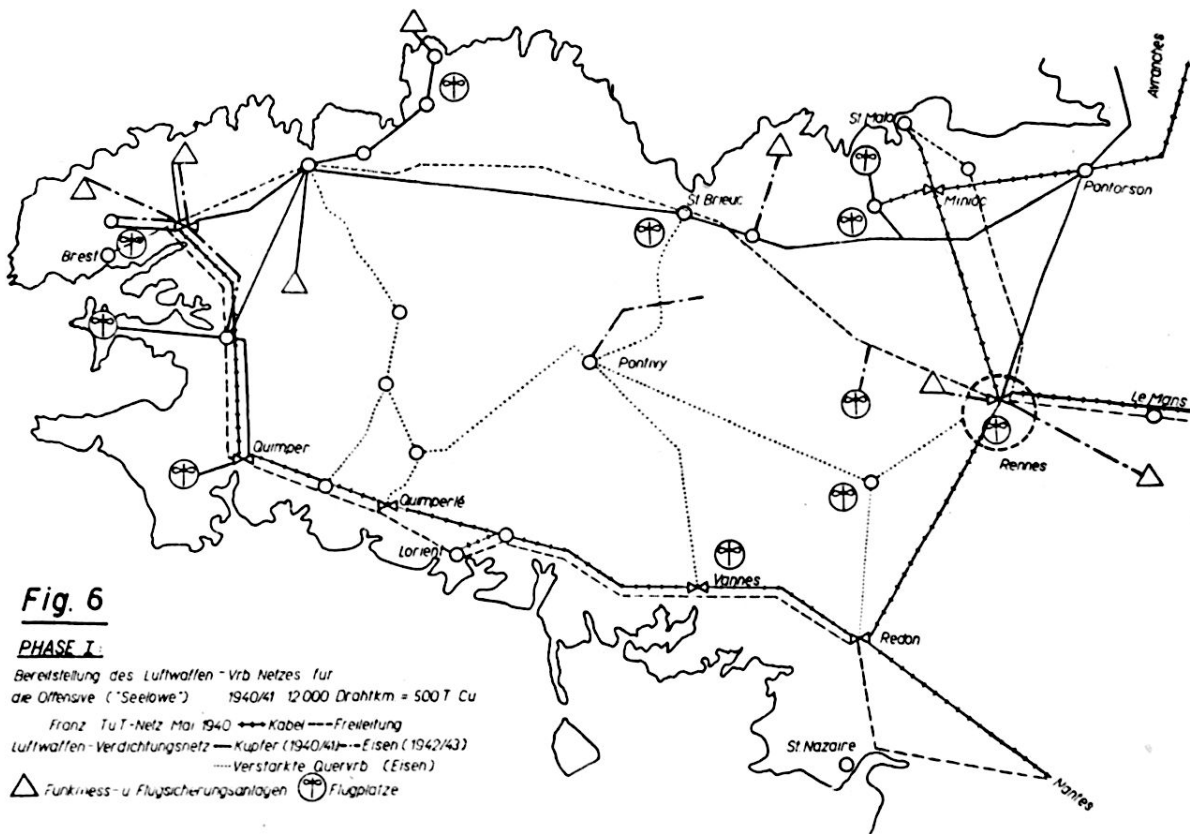 Avranches
St Malo
Pontorson
Miniac
St Brieuc
Brest
Pontivy
Le Mans
Rennes
Quimper
Quimperlé
Lorient
Vannes
Redon
St. Nazaire
Nantes
Fig. 6
PHASE I:
Bereitstellung des Luftwaffen-Vrb Netzes fur
die Offensive ("Seelowe") 1940/41 12 000 Drahtkm = 500 T Cu
Franz TuT-Netz Mai 1940 Kabel Freileitung
Luftwaffen-Verdichtungsnetz Kupfer (1940/41) Eisen (1942/43)
Verstarkte Quervrb (Eisen)
Funkmess- u Flugsicherungsanlagen Flugplatze